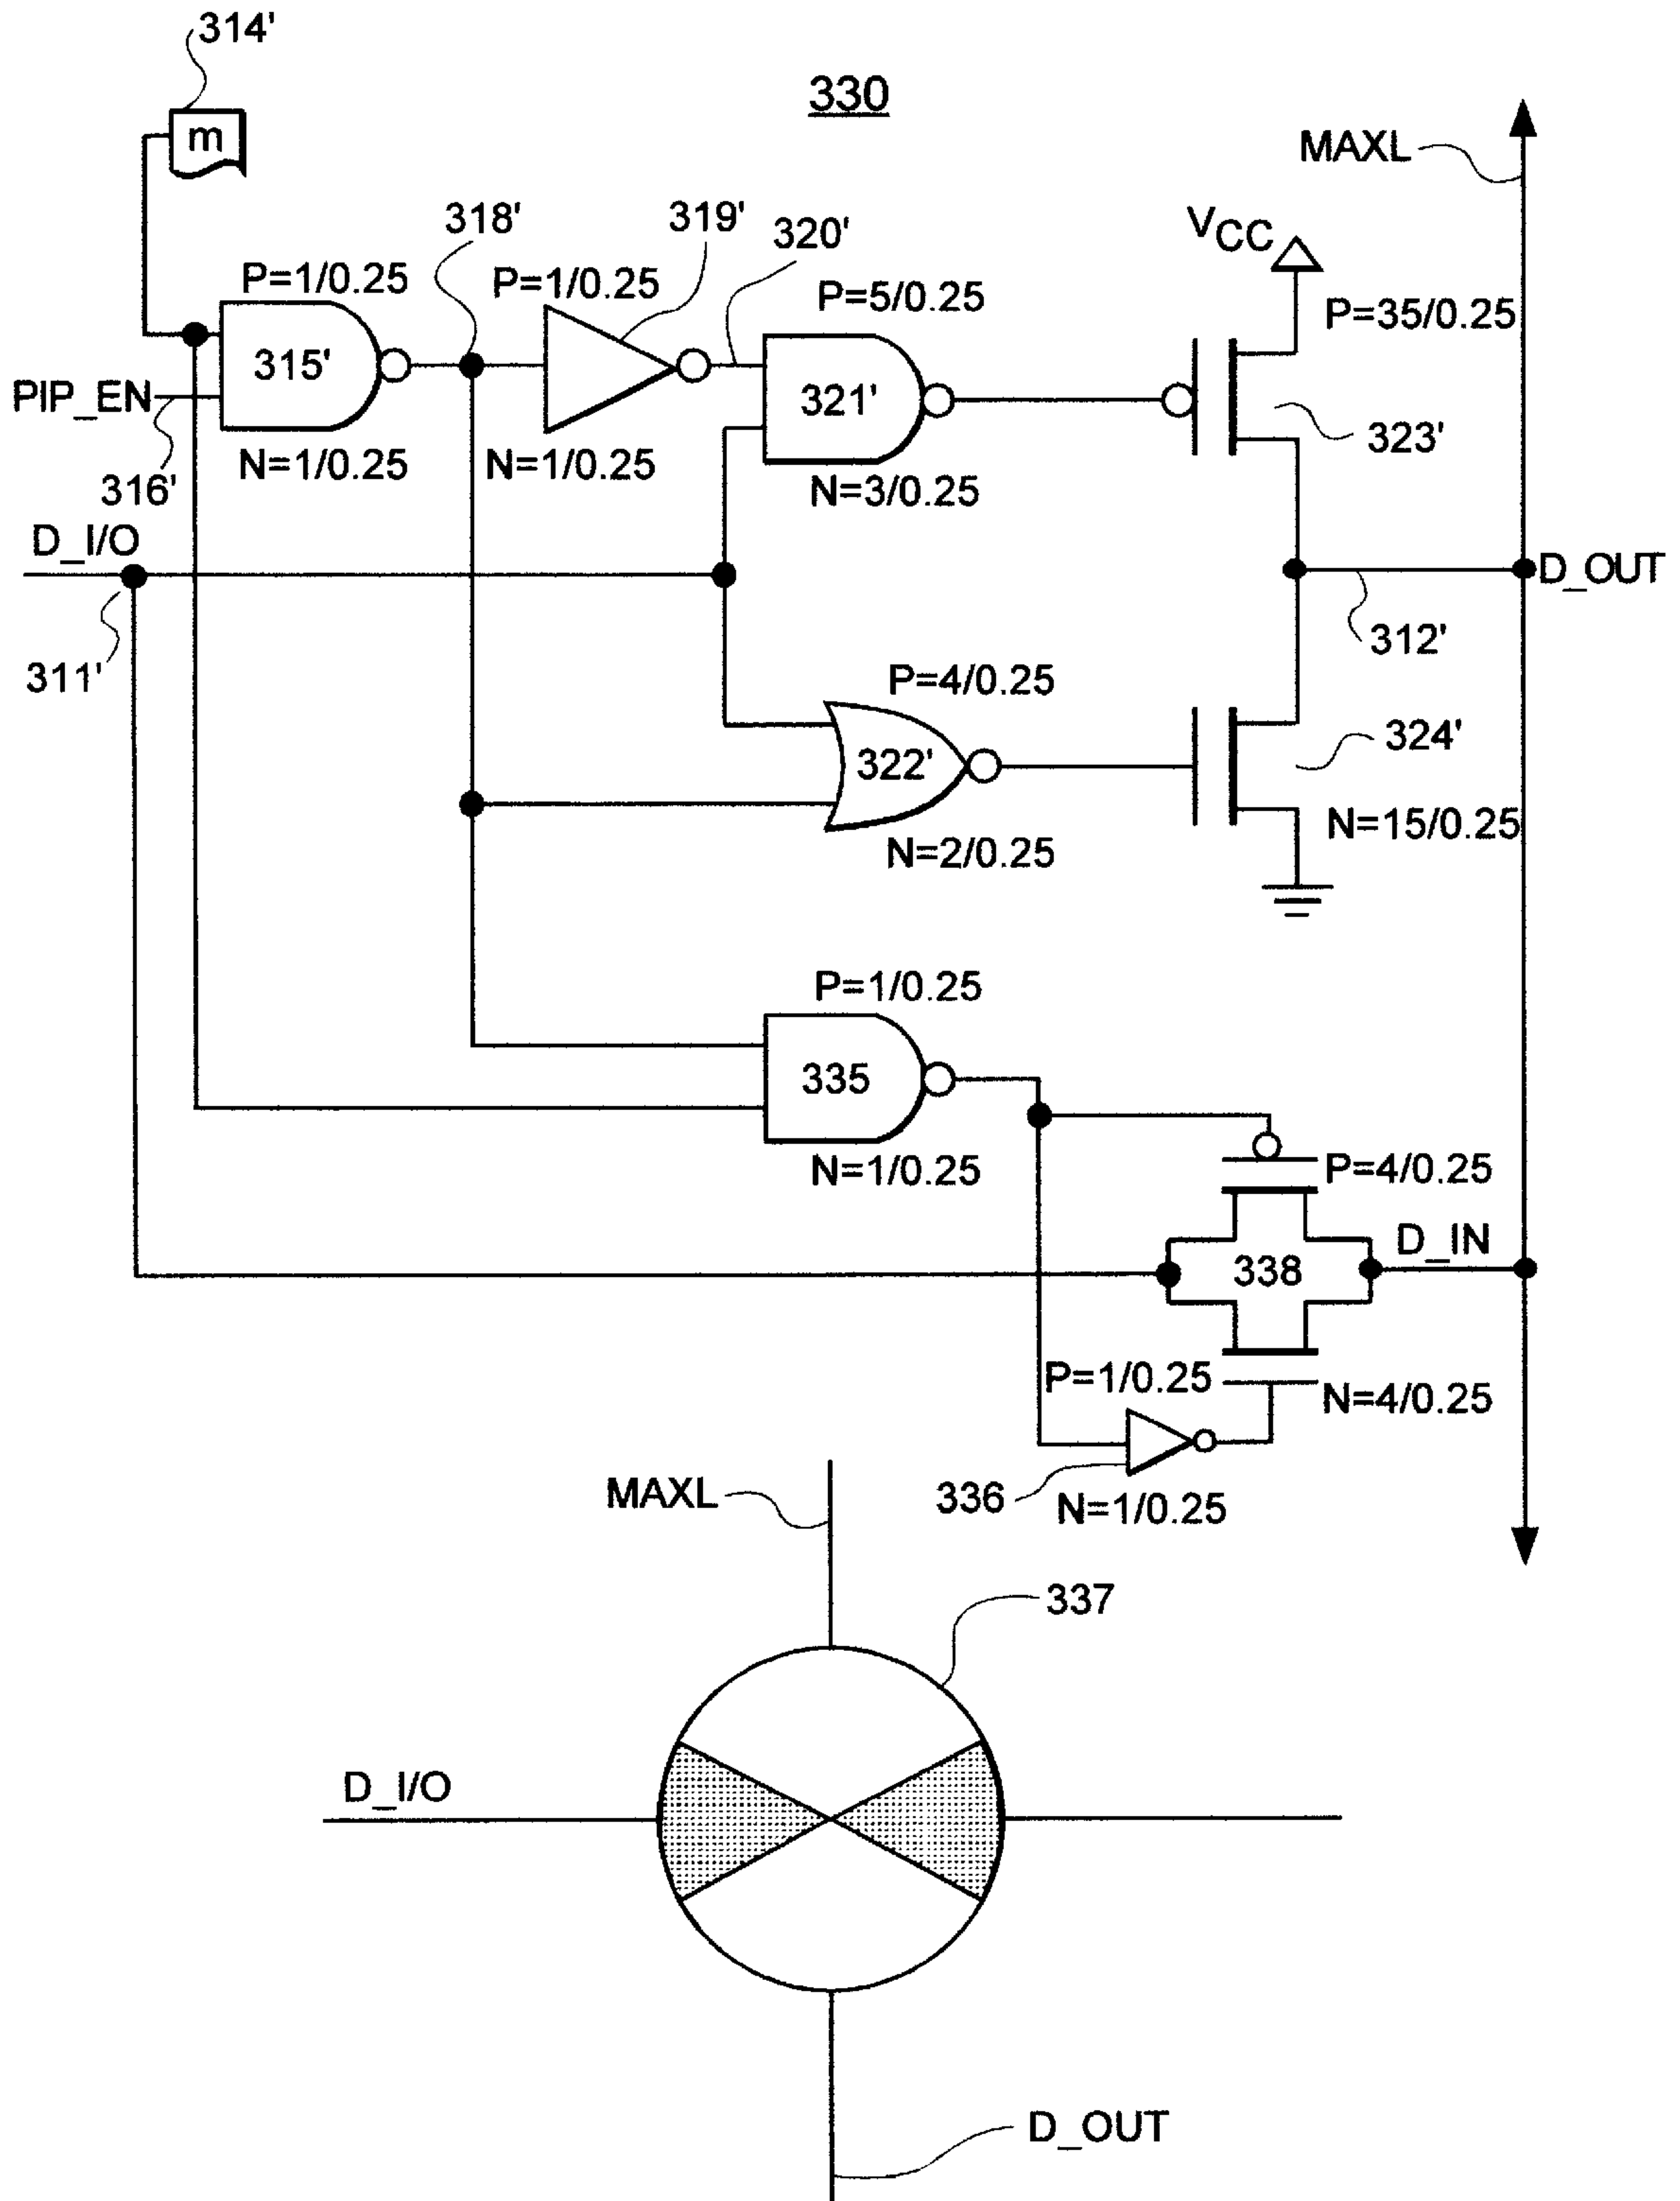 314'
330
m
MAXL
318'
319'
320'
VCC
P=1/0.25
P=1/0.25
P=5/0.25
P=35/0.25
315'
321'
PIP_EN
323'
N=1/0.25
N=1/0.25
N=3/0.25
316'
D_I/O
D_OUT
312'
311'
P=4/0.25
322'
324'
N=15/0.25
N=2/0.25
P=1/0.25
335
N=1/0.25
P=4/0.25
D_IN
338
P=1/0.25
N=4/0.25
MAXL
336
N=1/0.25
337
D_I/O
D_OUT